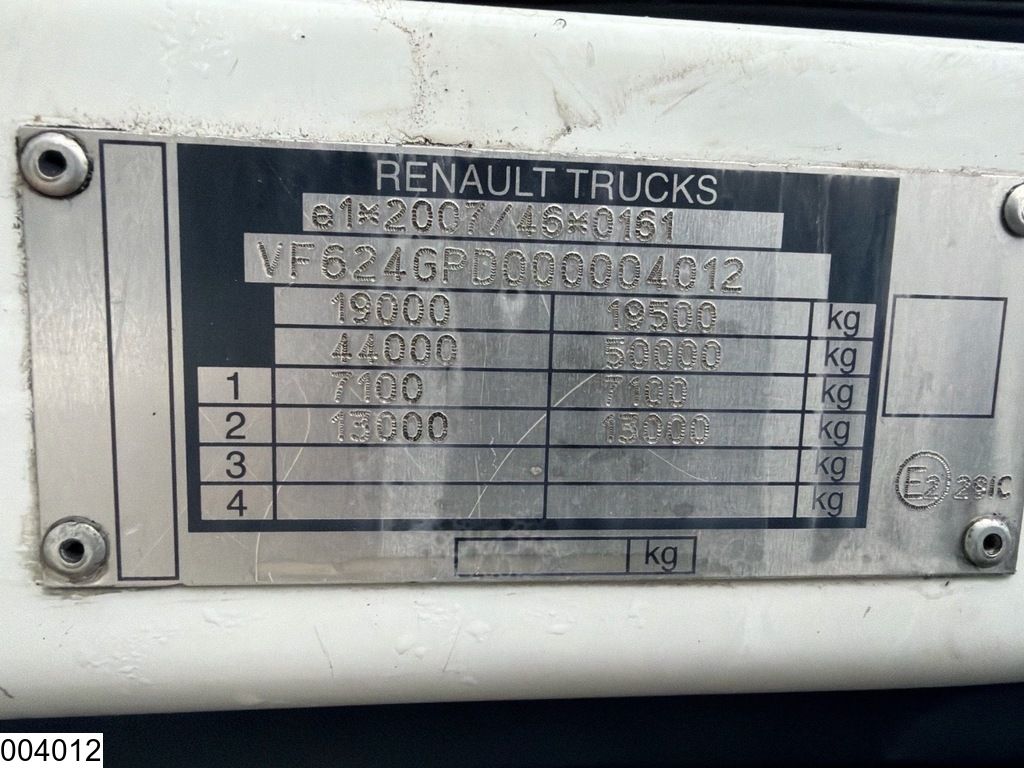 RENAULT TRUCKS
e1*2007/46*0161
VF624GPD000004012
19000 19500 kg
44000 50000 kg
1 7100 7100 kg
2 13000 13000 kg
3 kg
4 kg
kg
E2 28IC
004012